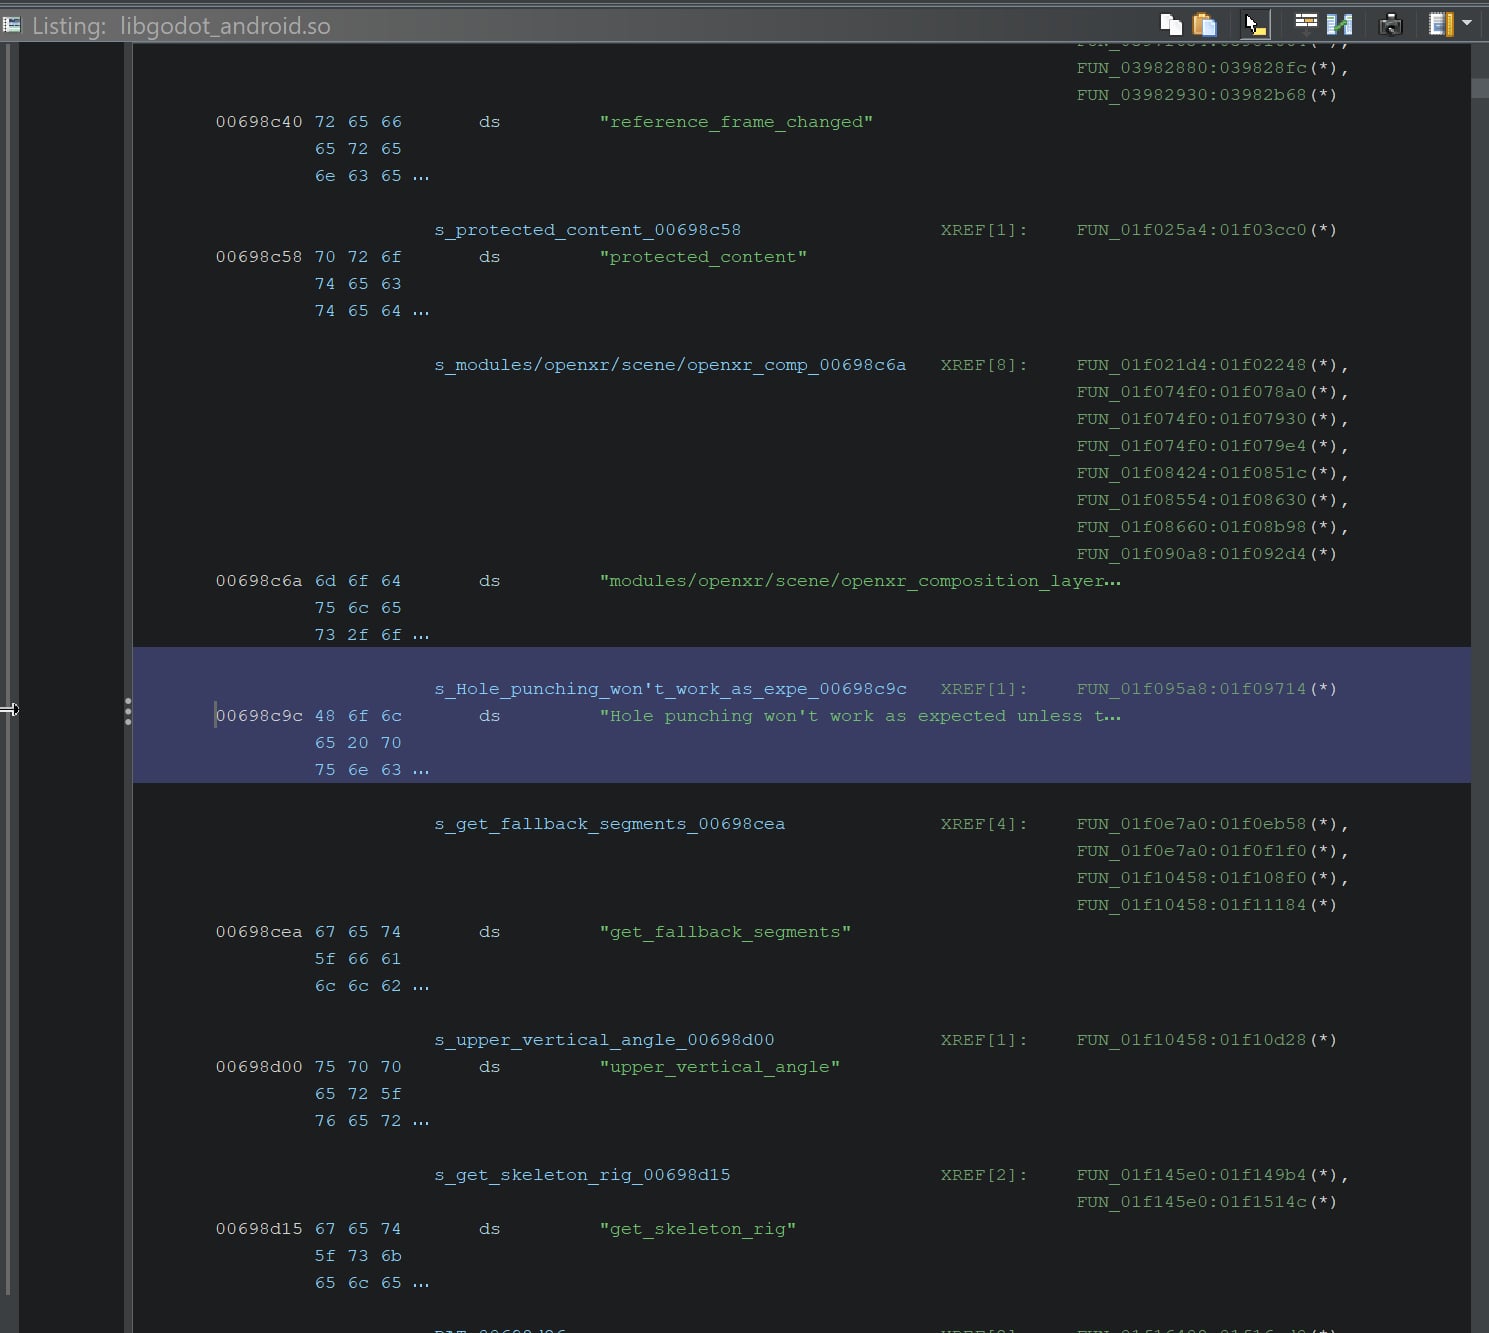 Listing: libgodot_android.so
FUN_03982880:039828fc(*),
FUN_03982930:03982b68(*)
00698c40 72 65 66 ds "reference_frame_changed"
65 72 65
6e 63 65 ...
s_protected_content_00698c58 XREF[1]: FUN_01f025a4:01f03cc0(*)
00698c58 70 72 6f ds "protected_content"
74 65 63
74 65 64 ...
s_modules/openxr/scene/openxr_comp_00698c6a XREF[8]: FUN_01f021d4:01f02248(*),
FUN_01f074f0:01f078a0(*),
FUN_01f074f0:01f07930(*),
FUN_01f074f0:01f079e4(*),
FUN_01f08424:01f0851c(*),
FUN_01f08554:01f08630(*),
FUN_01f08660:01f08b98(*),
FUN_01f090a8:01f092d4(*)
00698c6a 6d 6f 64 ds "modules/openxr/scene/openxr_composition_layer...
75 6c 65
73 2f 6f ...
s_Hole_punching_won't_work_as_expe_00698c9c XREF[1]: FUN_01f095a8:01f09714(*)
00698c9c 48 6f 6c ds "Hole punching won't work as expected unless t...
65 20 70
75 6e 63 ...
s_get_fallback_segments_00698cea XREF[4]: FUN_01f0e7a0:01f0eb58(*),
FUN_01f0e7a0:01f0f1f0(*),
FUN_01f10458:01f108f0(*),
FUN_01f10458:01f11184(*)
00698cea 67 65 74 ds "get_fallback_segments"
5f 66 61
6c 6c 62 ...
s_upper_vertical_angle_00698d00 XREF[1]: FUN_01f10458:01f10d28(*)
00698d00 75 70 70 ds "upper_vertical_angle"
65 72 5f
76 65 72 ...
s_get_skeleton_rig_00698d15 XREF[2]: FUN_01f145e0:01f149b4(*),
FUN_01f145e0:01f1514c(*)
00698d15 67 65 74 ds "get_skeleton_rig"
5f 73 6b
65 6c 65 ...